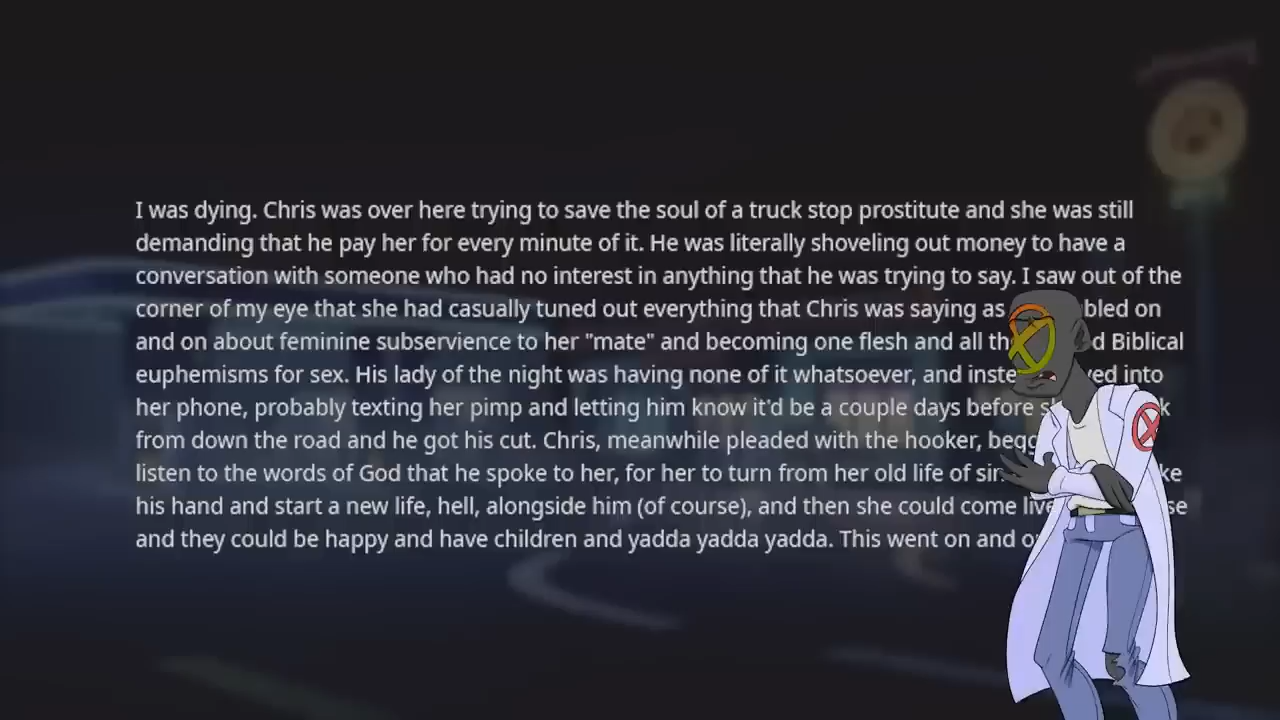 I was dying. Chris was over here trying to save the soul of a truck stop prostitute and she was still
demanding that he pay her for every minute of it. He was literally shoveling out money to have a
conversation with someone who had no interest in anything that he was trying to say. I saw out of the
corner of my eye that she had casually tuned out everything that Chris was saying as on
and on about feminine subservience to her "mate" and becoming one flesh and all Biblical
euphemisms for sex. His lady of the night was having none of it whatsoever, and into
her phone, probably texting her pimp and letting him know it'd be a couple days before
from down the road and he got his cut. Chris, meanwhile pleaded with the hooker,
listen to the words of God that he spoke to her, for her to turn from her old life of
his hand and start a new life, hell, alongside him (of course), and then she could come
and they could be happy and have children and yadda yadda yadda. This went on and